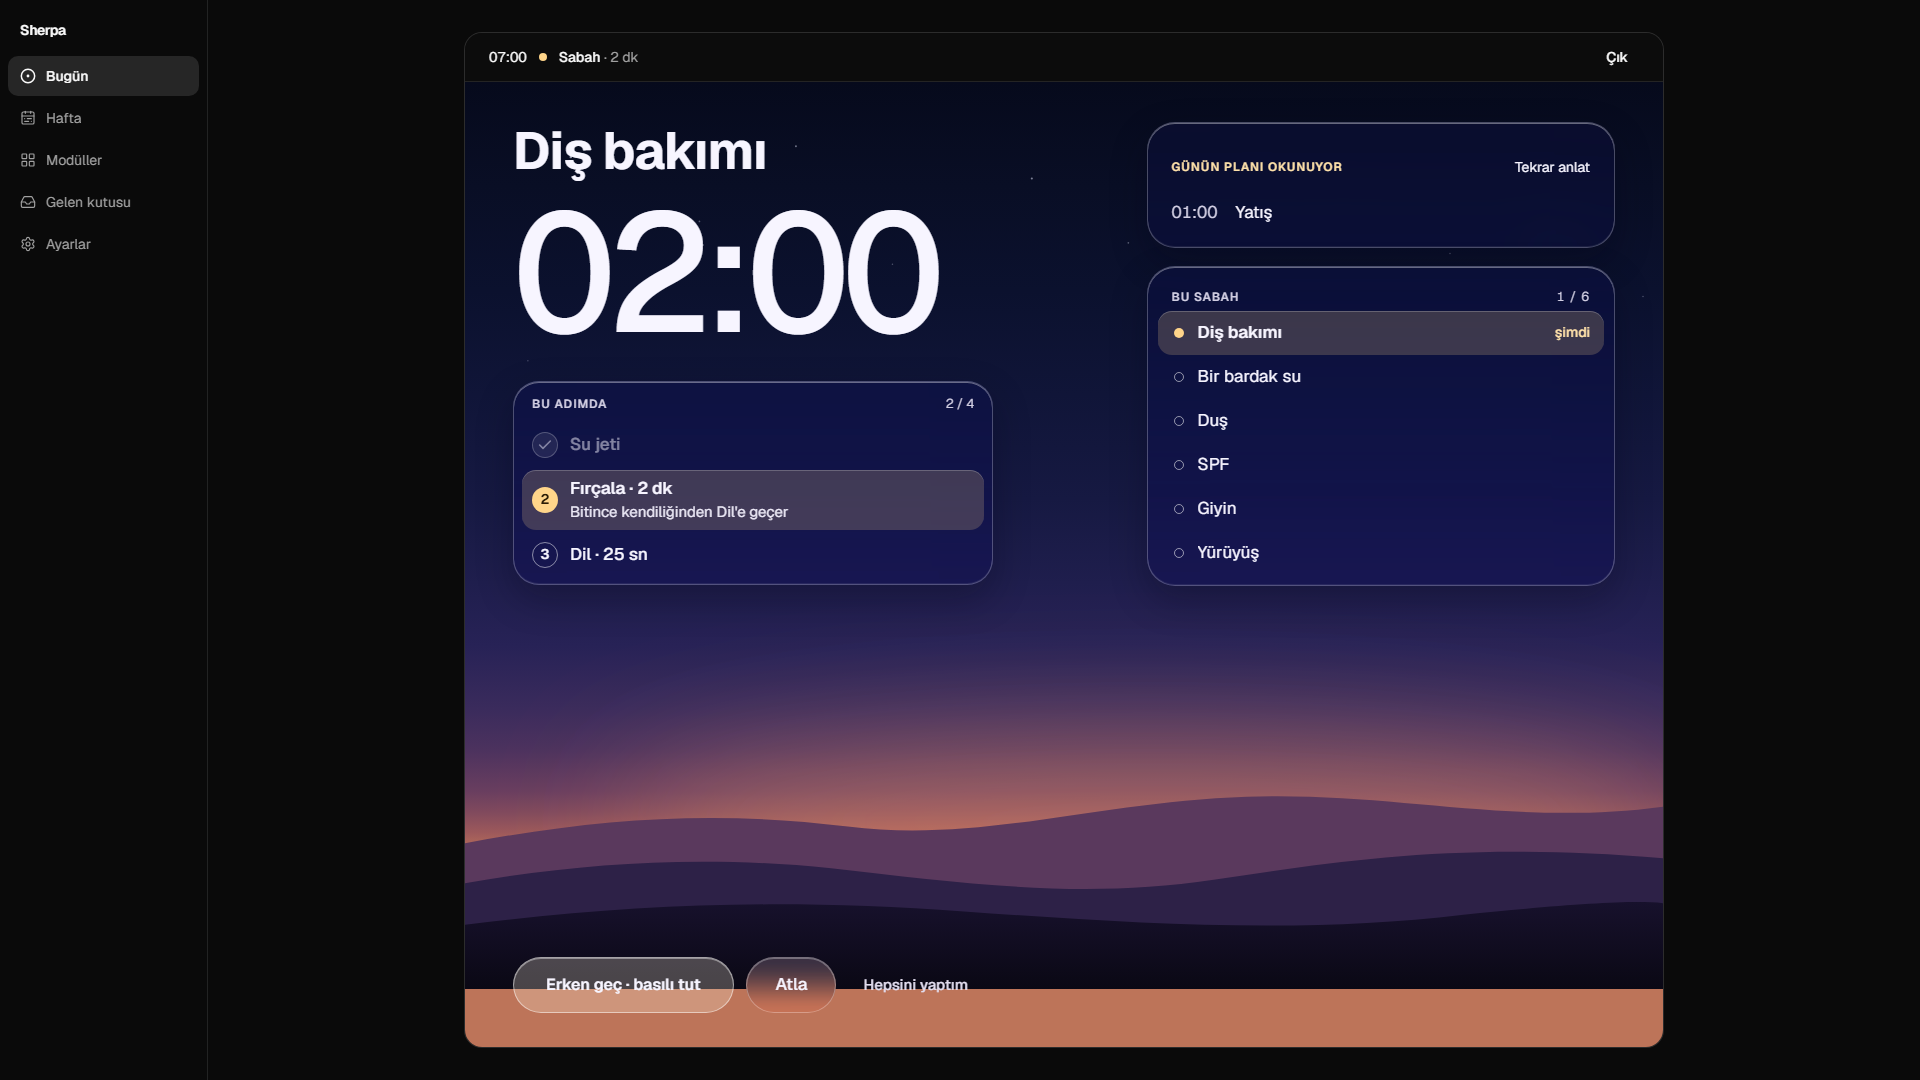 Sherpa
Bugün
Hafta
Modüller
Gelen kutusu
Ayarlar
07:00 Sabah · 2 dk
Çık
Diş bakımı
02:00
BU ADIMDA 2 / 4
Su jeti
2 Fırçala · 2 dk
Bitince kendiliğinden Dil'e geçer
3 Dil · 25 sn
GÜNÜN PLANI OKUNUYOR Tekrar anlat
01:00 Yatış
BU SABAH 1 / 6
Diş bakımı şimdi
Bir bardak su
Duş
SPF
Giyin
Yürüyüş
Erken geç · basılı tut
Atla
Hepsini yaptım